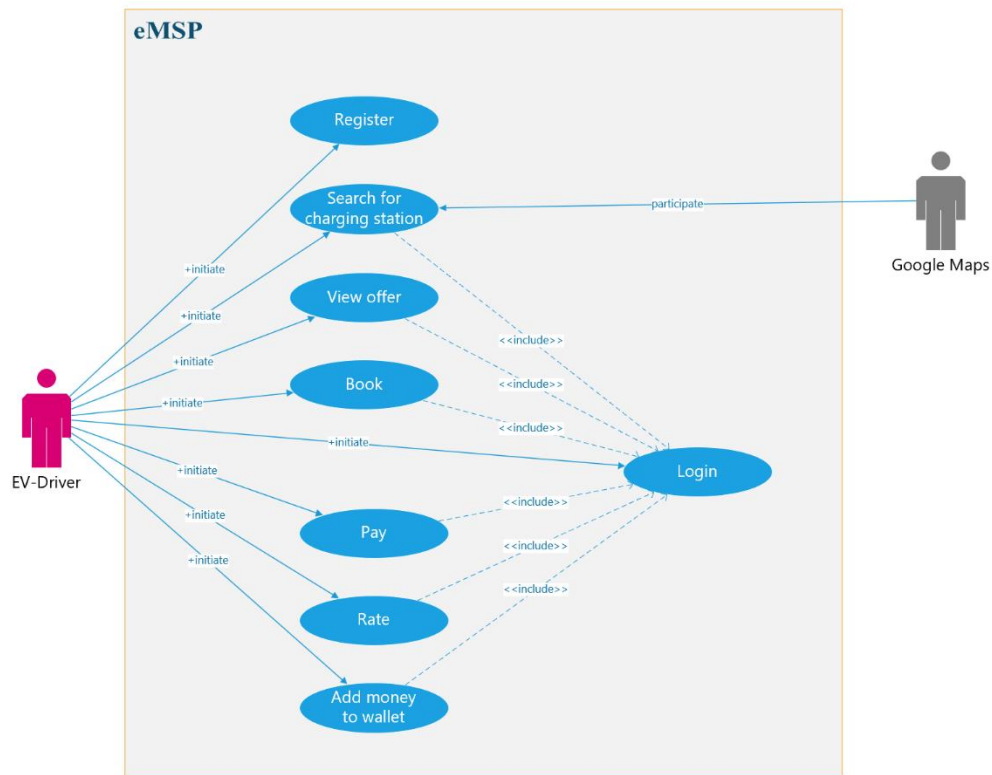 eMSP
Register
Search for
charging station
participate
Google Maps
+initiate
+initiate
View offer
<<include>>
+initiate
<<include>>
Book
+initiate
<<include>>
+initiate
EV-Driver
Login
+initiate
<<include>>
Pay
+initiate
<<include>>
+initiate
<<include>>
Rate
Add money
to wallet